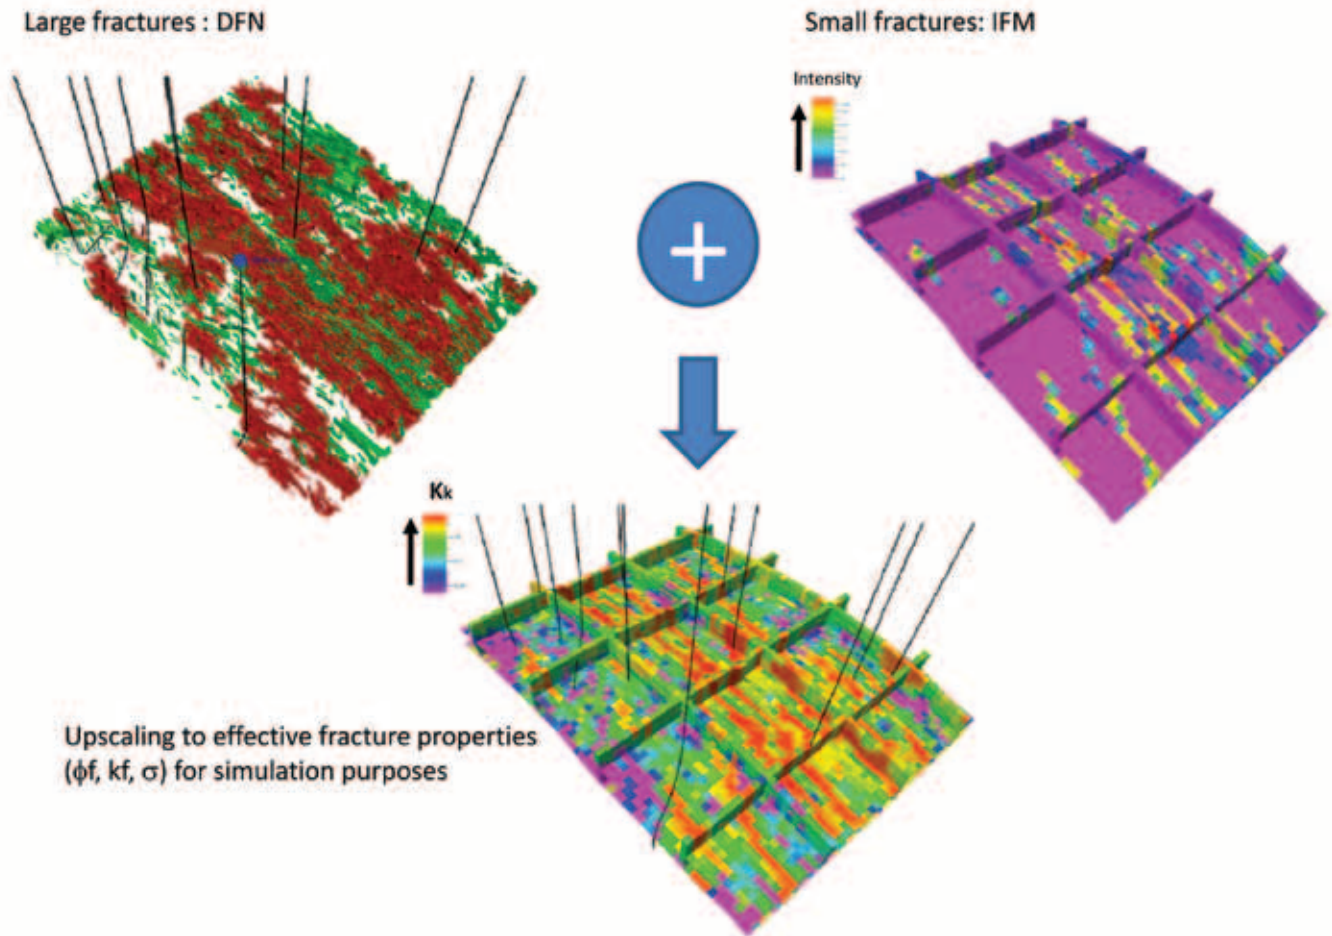 Large fractures : DFN
Small fractures: IFM
Intensity
+
Kk
Upscaling to effective fracture properties
(ϕf, kf, σ) for simulation purposes